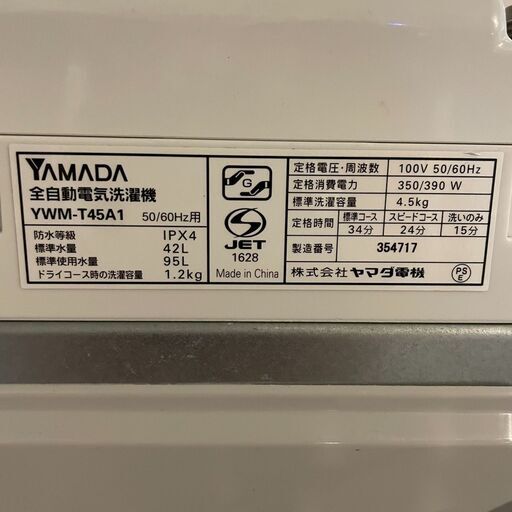 YAMADA
全自動電気洗濯機
YWM-T45A1 50/60Hz用
防水等級 IPX4
標準水量 42L
標準使用水量 95L
ドライコース時の洗濯容量 1.2kg
G
S
JET
1628
Made in China
定格電圧・周波数 100V 50/60Hz
定格消費電力 350/390 W
標準洗濯容量 4.5kg
定格時間 標準コース スピードコース 洗いのみ
34分 24分 15分
製造番号 354717
株式会社 ヤマダ電機
PS
E